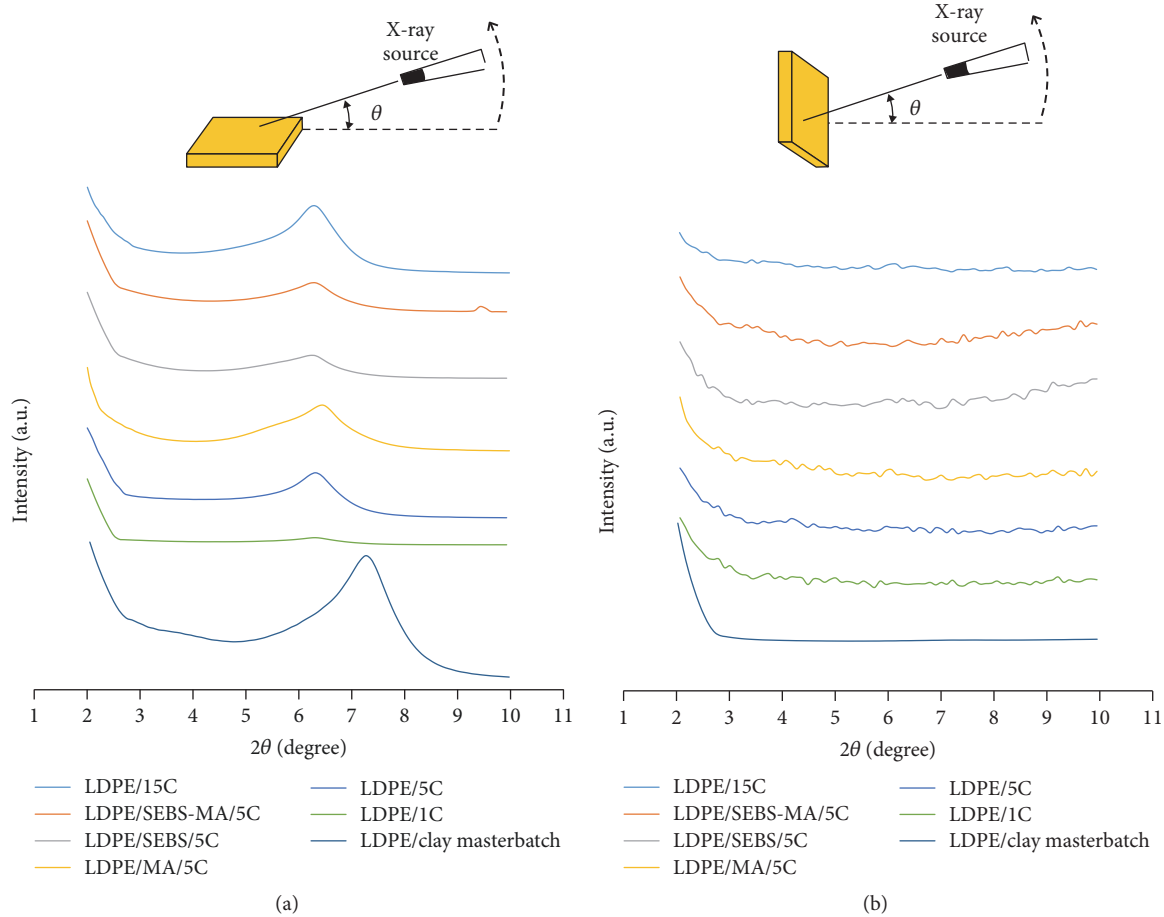 X-ray
source
θ
Intensity (a.u.)
1 2 3 4 5 6 7 8 9 10 11
2θ (degree)
LDPE/15C
LDPE/SEBS-MA/5C
LDPE/SEBS/5C
LDPE/MA/5C
LDPE/5C
LDPE/1C
LDPE/clay masterbatch
(a)
X-ray
source
θ
Intensity (a.u.)
1 2 3 4 5 6 7 8 9 10 11
2θ (degree)
LDPE/15C
LDPE/SEBS-MA/5C
LDPE/SEBS/5C
LDPE/MA/5C
LDPE/5C
LDPE/1C
LDPE/clay masterbatch
(b)